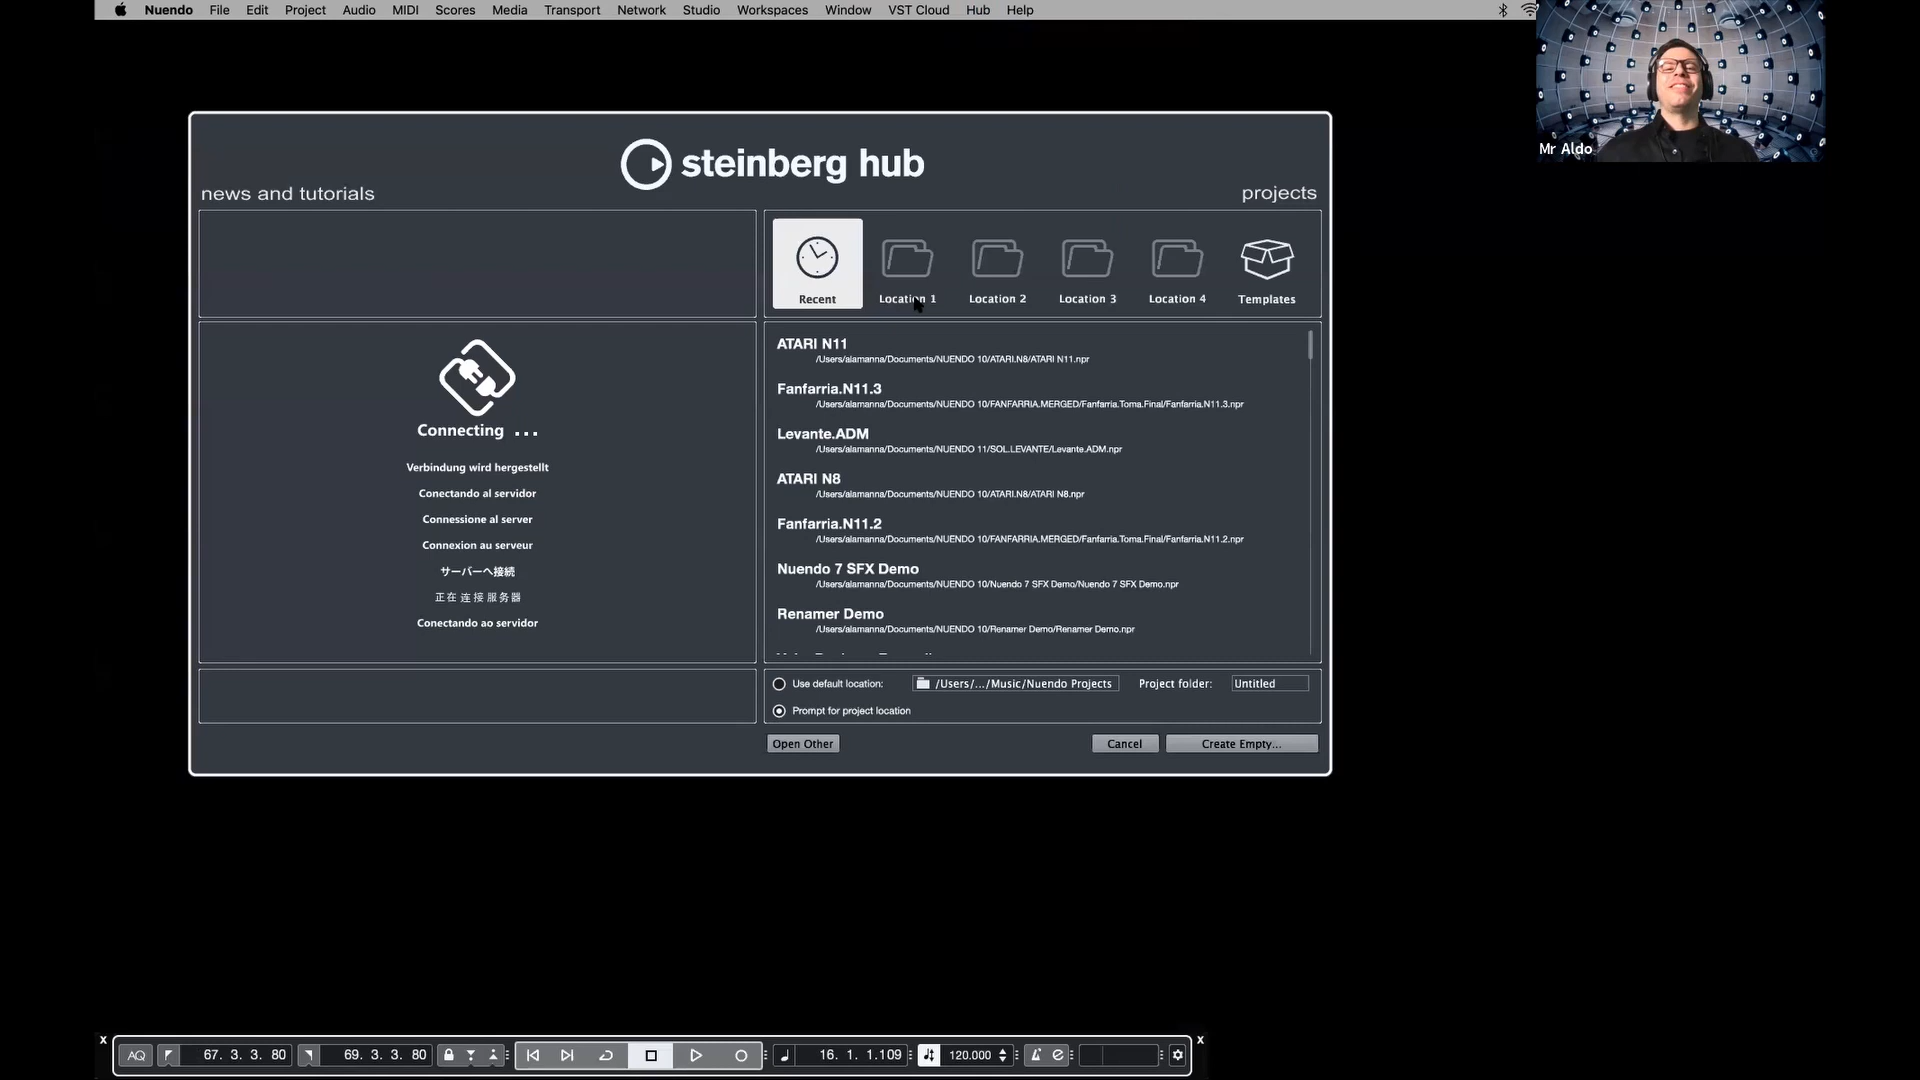 Nuendo File Edit Project Audio MIDI Scores Media Transport Network Studio Workspaces Window VST Cloud Hub Help
Mr Aldo
steinberg hub
news and tutorials
projects
Recent
Location 1
Location 2
Location 3
Location 4
Templates
Connecting ...
Verbindung wird hergestellt
Conectando al servidor
Connessione al server
Connexion au serveur
サーバーへ接続
正在 连接 服务器
Conectando ao servidor
ATARI N11
/Users/alamanna/Documents/NUENDO 10/ATARI.N8/ATARI N11.npr
Fanfarria.N11.3
/Users/alamanna/Documents/NUENDO 10/FANFARRIA.MERGED/Fanfarria.Toma.Final/Fanfarria.N11.3.npr
Levante.ADM
/Users/alamanna/Documents/NUENDO 11/SOL.LEVANTE/Levante.ADM.npr
ATARI N8
/Users/alamanna/Documents/NUENDO 10/ATARI.N8/ATARI N8.npr
Fanfarria.N11.2
/Users/alamanna/Documents/NUENDO 10/FANFARRIA.MERGED/Fanfarria.Toma.Final/Fanfarria.N11.2.npr
Nuendo 7 SFX Demo
/Users/alamanna/Documents/NUENDO 10/Nuendo 7 SFX Demo/Nuendo 7 SFX Demo.npr
Renamer Demo
/Users/alamanna/Documents/NUENDO 10/Renamer Demo/Renamer Demo.npr
Use default location: /Users/.../Music/Nuendo Projects Project folder: Untitled
Prompt for project location
Open Other
Cancel
Create Empty...
x
x
AQ 67. 3. 3. 80 69. 3. 3. 80 16. 1. 1.109 120.000